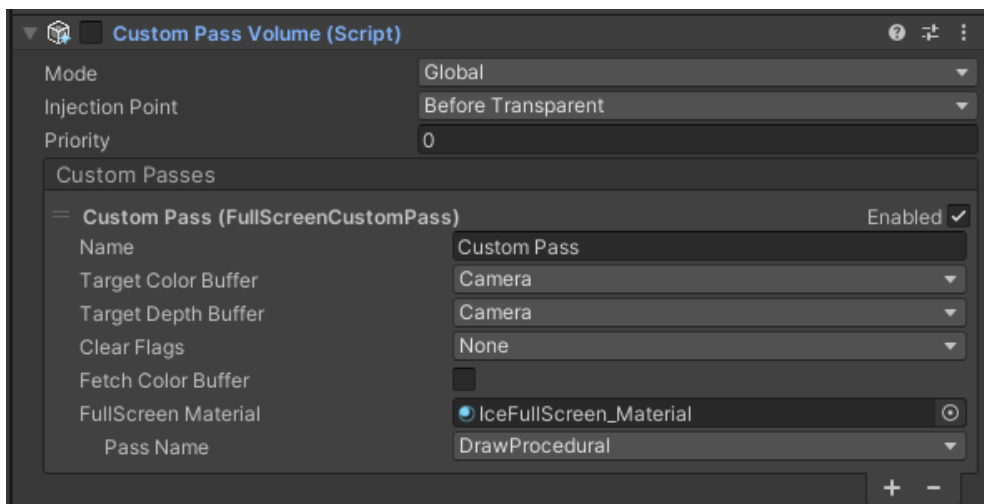 Custom Pass Volume (Script)
Mode Global
Injection Point Before Transparent
Priority 0
Custom Passes
Custom Pass (FullScreenCustomPass) Enabled
Name Custom Pass
Target Color Buffer Camera
Target Depth Buffer Camera
Clear Flags None
Fetch Color Buffer
FullScreen Material IceFullScreen_Material
Pass Name DrawProcedural